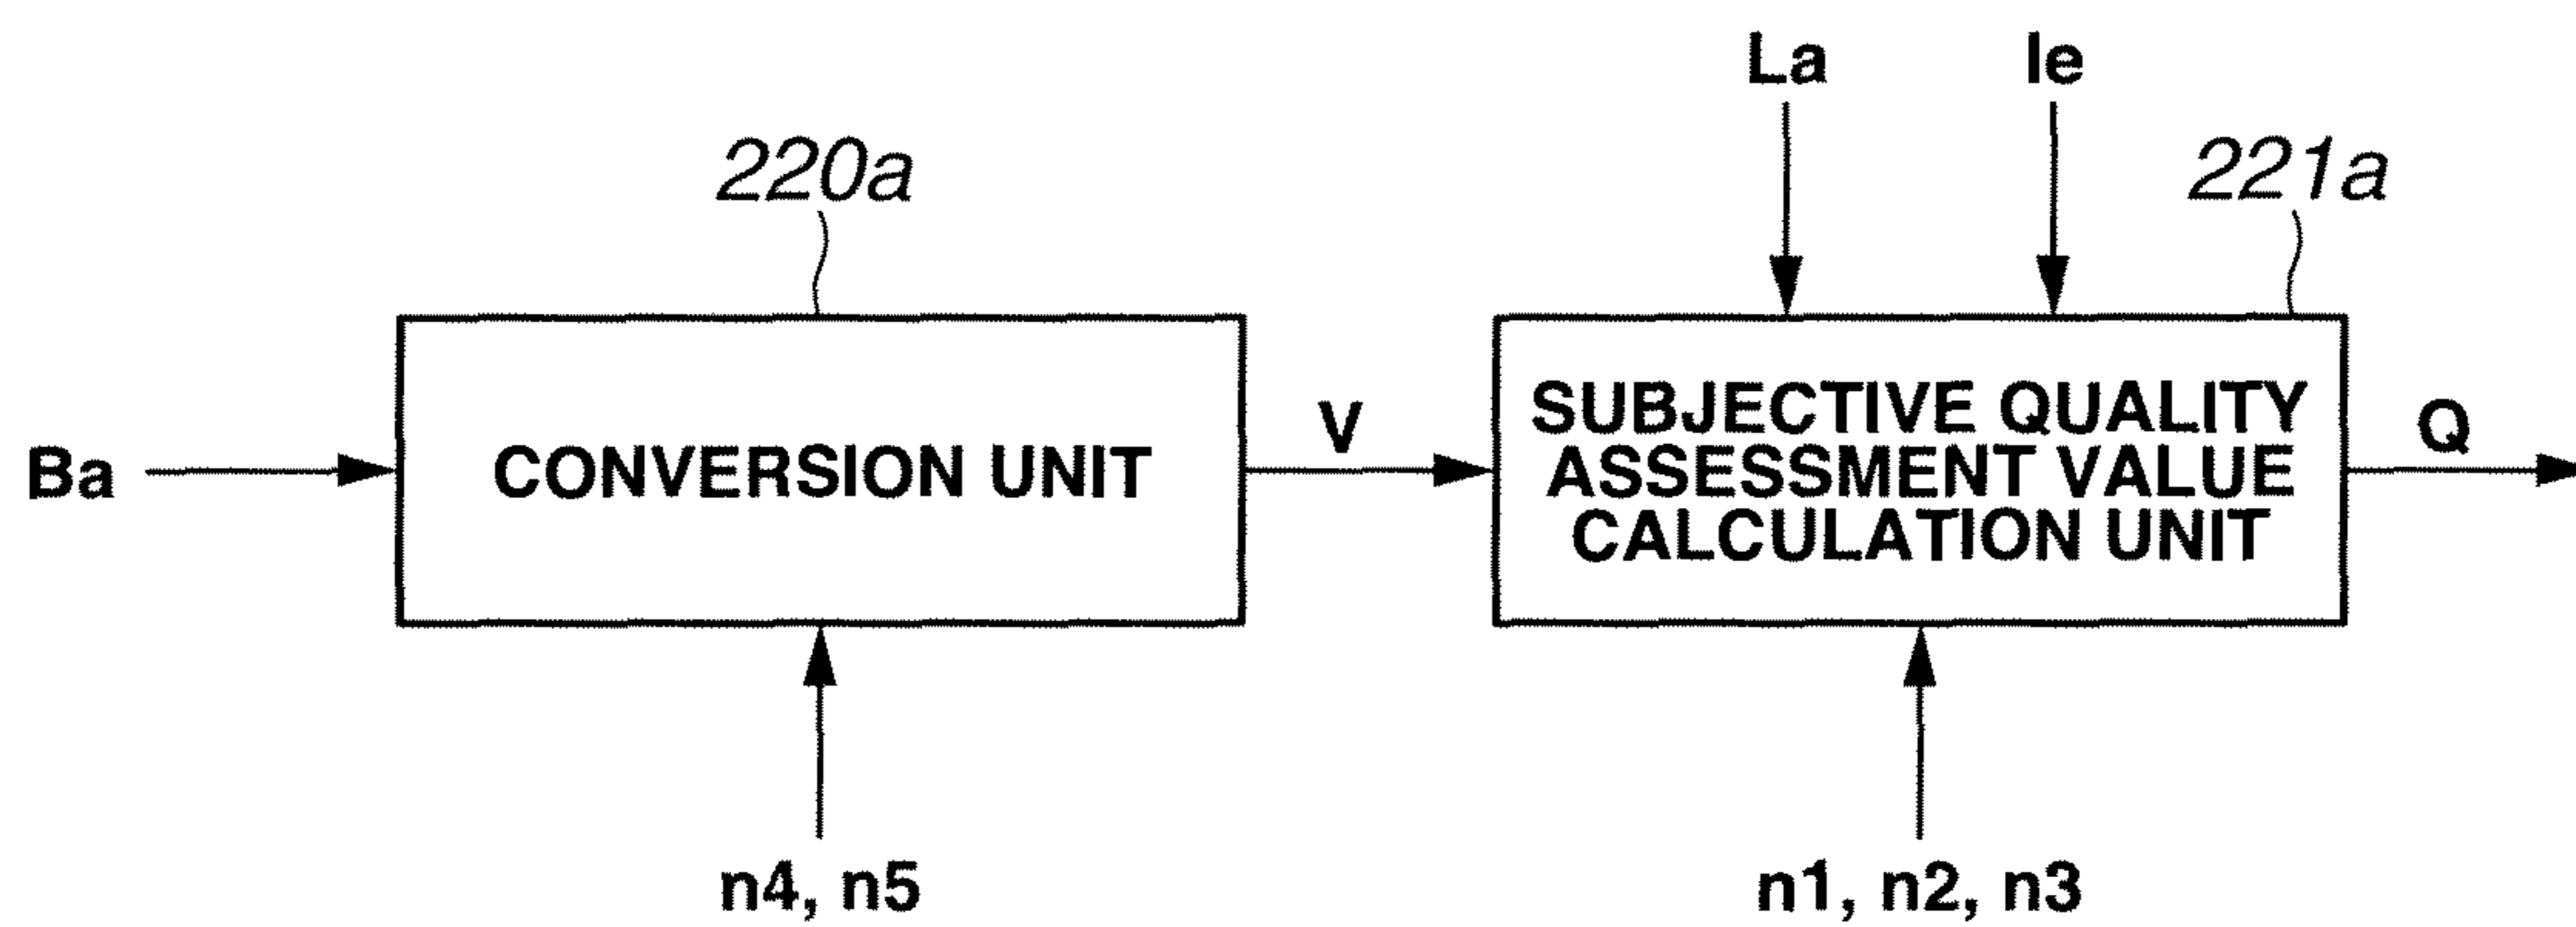 La
Ie
220a
221a
Ba
CONVERSION UNIT
V
SUBJECTIVE QUALITY
ASSESSMENT VALUE
CALCULATION UNIT
Q
n4, n5
n1, n2, n3